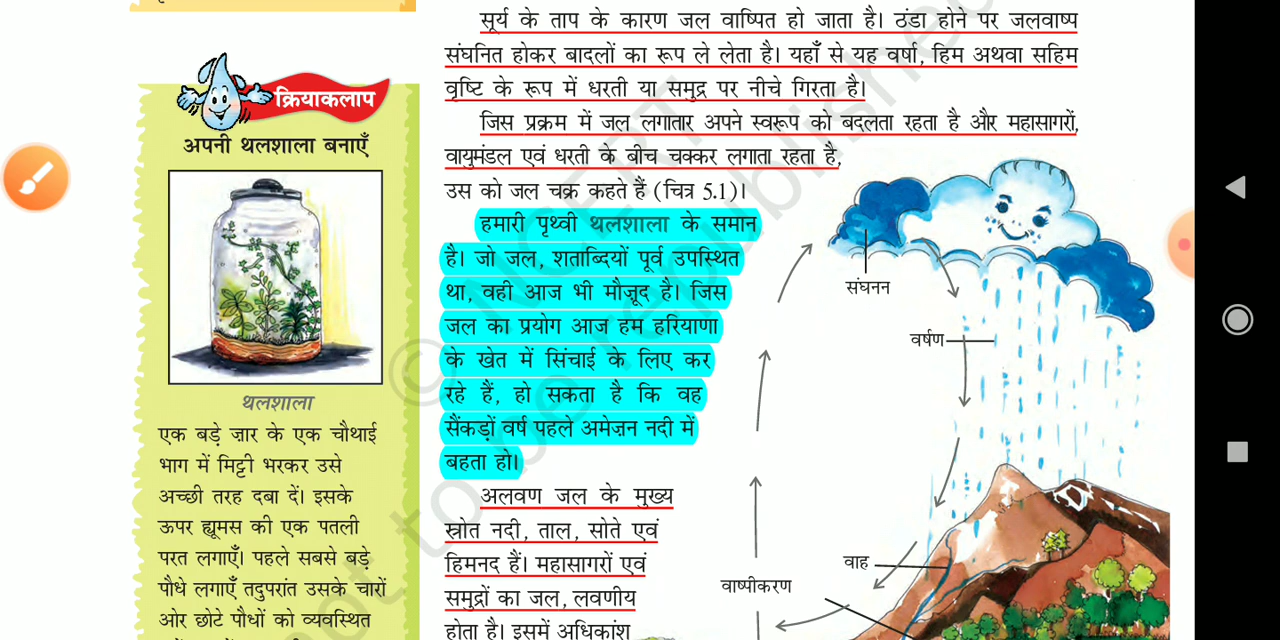 क्रियाकलाप
अपनी थलशाला बनाएँ
थलशाला
एक बड़े ज़ार के एक चौथाई
भाग में मिट्टी भरकर उसे
अच्छी तरह दबा दें। इसके
ऊपर ह्यूमस की एक पतली
परत लगाएँ। पहले सबसे बड़े
पौधे लगाएँ तदुपरांत उसके चारों
ओर छोटे पौधों को व्यवस्थित
सूर्य के ताप के कारण जल वाष्पित हो जाता है। ठंडा होने पर जलवाष्प
संघनित होकर बादलों का रूप ले लेता है। यहाँ से यह वर्षा, हिम अथवा सहिम
वृष्टि के रूप में धरती या समुद्र पर नीचे गिरता है।
जिस प्रक्रम में जल लगातार अपने स्वरूप को बदलता रहता है और महासागरों,
वायुमंडल एवं धरती के बीच चक्कर लगाता रहता है,
उस को जल चक्र कहते हैं (चित्र 5.1)।
हमारी पृथ्वी थलशाला के समान
है। जो जल, शताब्दियों पूर्व उपस्थित
था, वही आज भी मौजूद है। जिस
जल का प्रयोग आज हम हरियाणा
के खेत में सिंचाई के लिए कर
रहे हैं, हो सकता है कि वह
सैंकड़ों वर्ष पहले अमेज़न नदी में
बहता हो।
अलवण जल के मुख्य
स्रोत नदी, ताल, सोते एवं
हिमनद हैं। महासागरों एवं
समुद्रों का जल, लवणीय
होता है। इसमें अधिकांश
संघनन
वर्षण
वाह
वाष्पीकरण
© NCERT
not to be republished